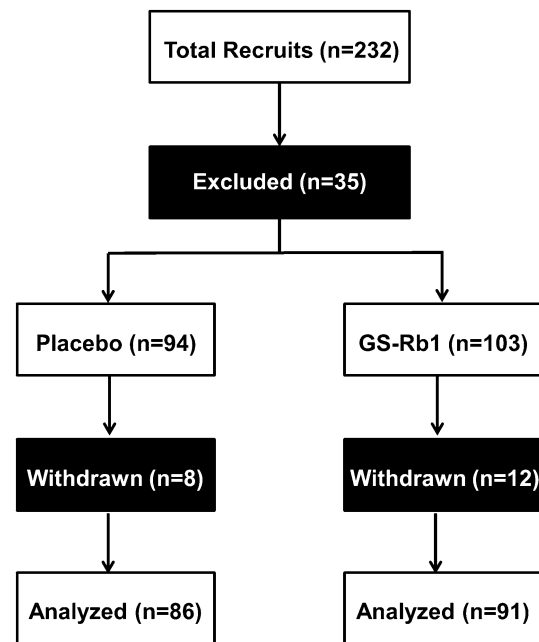 Total Recruits (n=232)
Excluded (n=35)
Placebo (n=94)
GS-Rb1 (n=103)
Withdrawn (n=8)
Withdrawn (n=12)
Analyzed (n=86)
Analyzed (n=91)